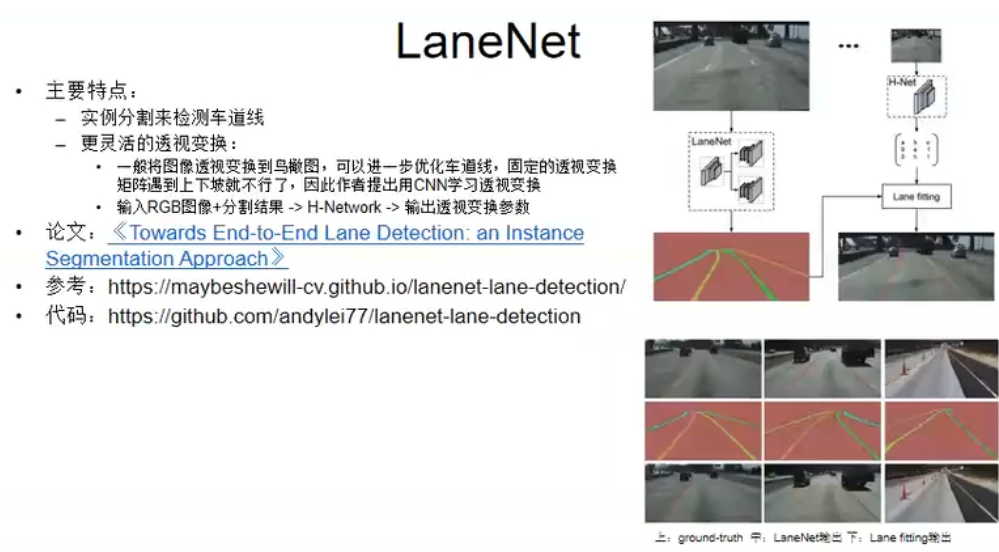 LaneNet
• 主要特点：
– 实例分割来检测车道线
– 更灵活的透视变换：
• 一般将图像透视变换到鸟瞰图，可以进一步优化车道线，固定的透视变换
矩阵遇到上下坡就不行了，因此作者提出用CNN学习透视变换
• 输入RGB图像+分割结果 -> H-Network -> 输出透视变换参数
• 论文：《Towards End-to-End Lane Detection: an Instance
Segmentation Approach》
• 参考：https://maybeshewill-cv.github.io/lanenet-lane-detection/
• 代码：https://github.com/andylei77/lanenet-lane-detection
•••
H-Net
LaneNet
Lane fitting
上：ground-truth 中：LaneNet输出 下：Lane fitting输出